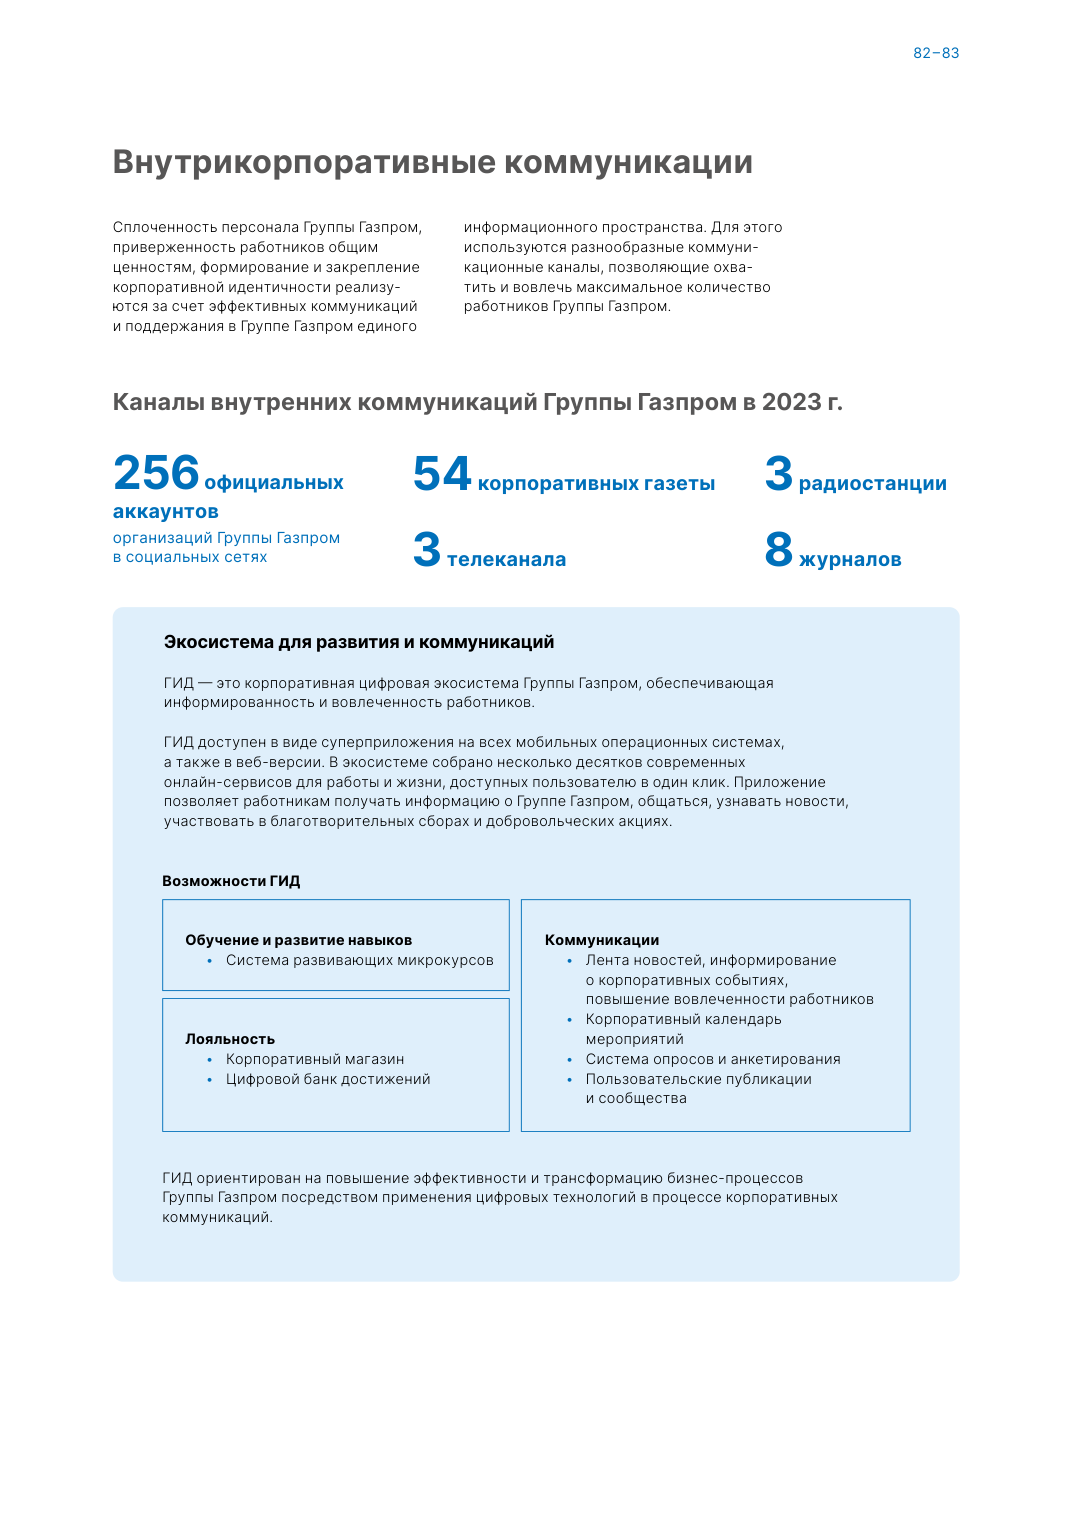 82–83
Внутрикорпоративные коммуникации
Сплоченность персонала Группы Газпром,
приверженность работников общим
ценностям, формирование и закрепление
корпоративной идентичности реализу-
ются за счет эффективных коммуникаций
и поддержания в Группе Газпром единого
информационного пространства. Для этого
используются разнообразные коммуни-
кационные каналы, позволяющие охва-
тить и вовлечь максимальное количество
работников Группы Газпром.
Каналы внутренних коммуникаций Группы Газпром в 2023 г.
256 официальных
аккаунтов
организаций Группы Газпром
в социальных сетях
54 корпоративных газеты
3 телеканала
3 радиостанции
8 журналов
Экосистема для развития и коммуникаций
ГИД — это корпоративная цифровая экосистема Группы Газпром, обеспечивающая
информированность и вовлеченность работников.
ГИД доступен в виде суперприложения на всех мобильных операционных системах,
а также в веб-версии. В экосистеме собрано несколько десятков современных
онлайн-сервисов для работы и жизни, доступных пользователю в один клик. Приложение
позволяет работникам получать информацию о Группе Газпром, общаться, узнавать новости,
участвовать в благотворительных сборах и добровольческих акциях.
Возможности ГИД
Обучение и развитие навыков
• Система развивающих микрокурсов
Лояльность
• Корпоративный магазин
• Цифровой банк достижений
Коммуникации
• Лента новостей, информирование
о корпоративных событиях,
повышение вовлеченности работников
• Корпоративный календарь
мероприятий
• Система опросов и анкетирования
• Пользовательские публикации
и сообщества
ГИД ориентирован на повышение эффективности и трансформацию бизнес-процессов
Группы Газпром посредством применения цифровых технологий в процессе корпоративных
коммуникаций.